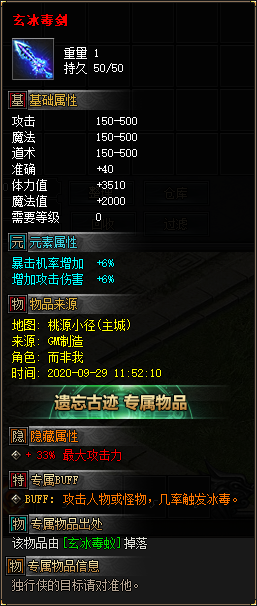 玄冰毒剑
重量 1
持久 50/50
基 基础属性
攻击 150-500
魔法 150-500
道术 150-500
准确 +40
体力值 +3510
魔法值 +2000
需要等级 0
元 元素属性
暴击机率增加 +6%
增加攻击伤害 +6%
物 物品来源
地图: 桃源小径(主城)
来源: GM制造
角色: 而非我
时间: 2020-09-29 11:52:10
遗忘古迹 专属物品
隐 隐藏属性
+ 33% 最大攻击力
特 专属BUFF
BUFF: 攻击人物或怪物，几率触发冰毒。
物 专属物品出处
该物品由 [玄冰毒蚁] 掉落
物 专属物品信息
独行侠的目标请对准他。